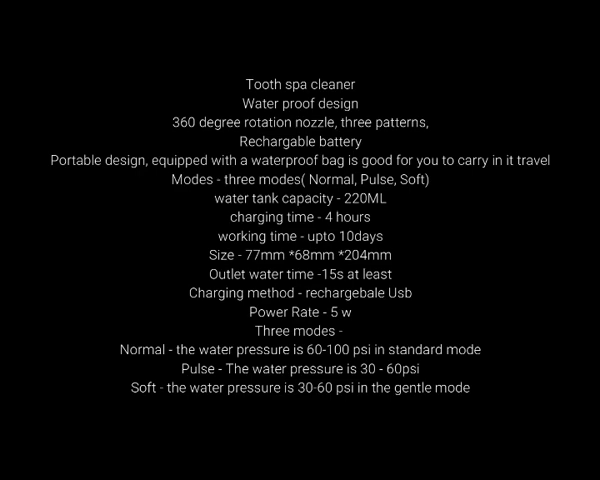 Tooth spa cleaner
Water proof design
360 degree rotation nozzle, three patterns,
Rechargable battery
Portable design, equipped with a waterproof bag is good for you to carry in it travel
Modes - three modes( Normal, Pulse, Soft)
water tank capacity - 220ML
charging time - 4 hours
working time - upto 10days
Size - 77mm *68mm *204mm
Outlet water time -15s at least
Charging method - rechargebale Usb
Power Rate - 5 w
Three modes -
Normal - the water pressure is 60-100 psi in standard mode
Pulse - The water pressure is 30 - 60psi
Soft - the water pressure is 30-60 psi in the gentle mode